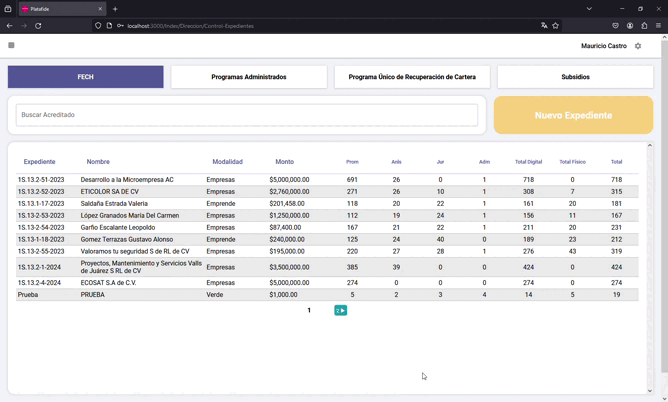 Platafule
localhost:3000/Index/Direccion/Control-Expedientes
Mauricio Castro
FECH
Programas Administrados
Programa Único de Recuperación de Cartera
Subsidios
Buscar Acreditado
Nuevo Expediente
Expediente Nombre Modalidad Monto Prom Anls Jur Adm Total Digital Total Físico Total
1S.13.2-51-2023 Desarrollo a la Microempresa AC Empresas $5,000,000.00 691 26 0 1 718 0 718
1S.13.2-52-2023 ETICOLOR SA DE CV Empresas $2,760,000.00 271 26 10 1 308 7 315
1S.13.1-17-2023 Saldaña Estrada Valeria Emprende $201,458.00 118 20 22 1 161 20 181
1S.13.2-53-2023 López Granados María Del Carmen Empresas $1,250,000.00 112 19 24 1 156 11 167
1S.13.2-54-2023 Garfio Escalante Leopoldo Empresas $87,400.00 167 21 22 1 211 20 231
1S.13-1-18-2023 Gomez Terrazas Gustavo Alonso Emprende $240,000.00 125 24 40 0 189 23 212
1S.13-2-55-2023 Valoramos tu seguridad S de RL de CV Empresas $195,000.00 220 27 28 1 276 43 319
1S.13.2-1-2024 Proyectos, Mantenimiento y Servicios Valls de Juárez S RL de CV Empresas $3,500,000.00 385 39 0 0 424 0 424
1S.13.2-4-2024 ECOSAT S.A de C.V. Empresas $5,000,000.00 274 0 0 0 274 0 274
Prueba PRUEBA Verde $1,000.00 5 2 3 4 14 5 19
1 2